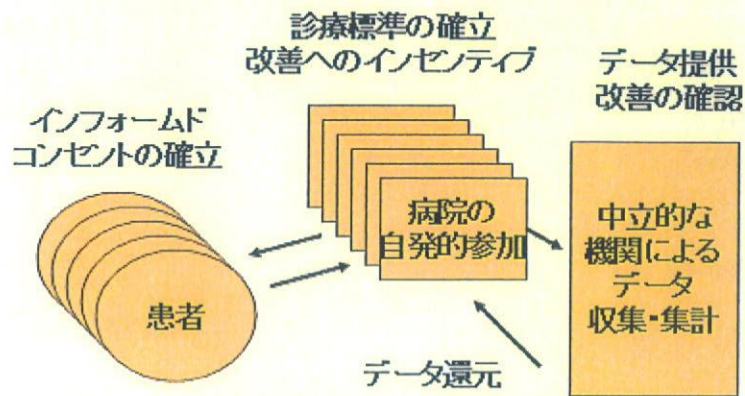 診療標準の確立
改善へのインセンティブ
データ提供
改善の確認
インフォームド
コンセントの確立
病院の
自発的参加
中立的な
機関による
データ
収集・集計
患者
データ還元